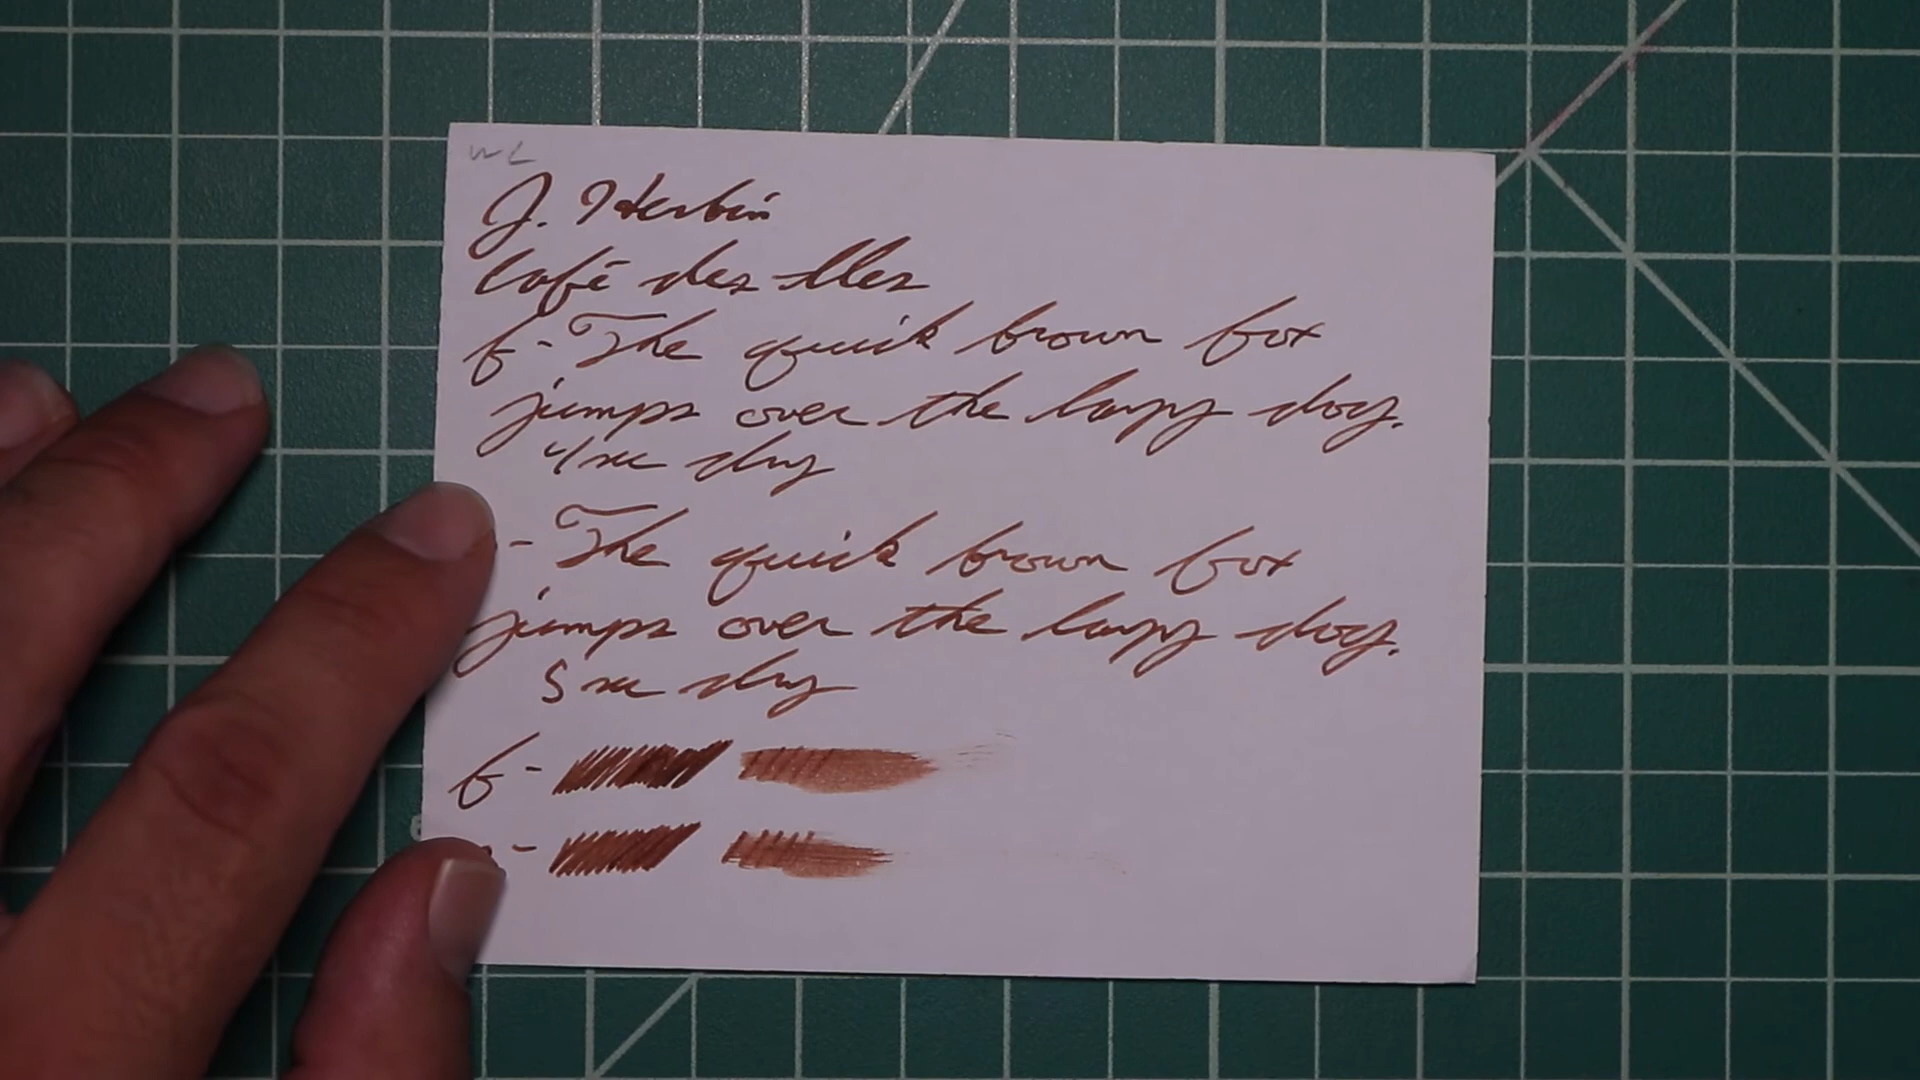 WC
J. Herbin
Café des Iles
f - The quick brown fox
jumps over the lazy dog.
4 sec dry
- The quick brown fox
jumps over the lazy dog.
5 sec dry
f -
-